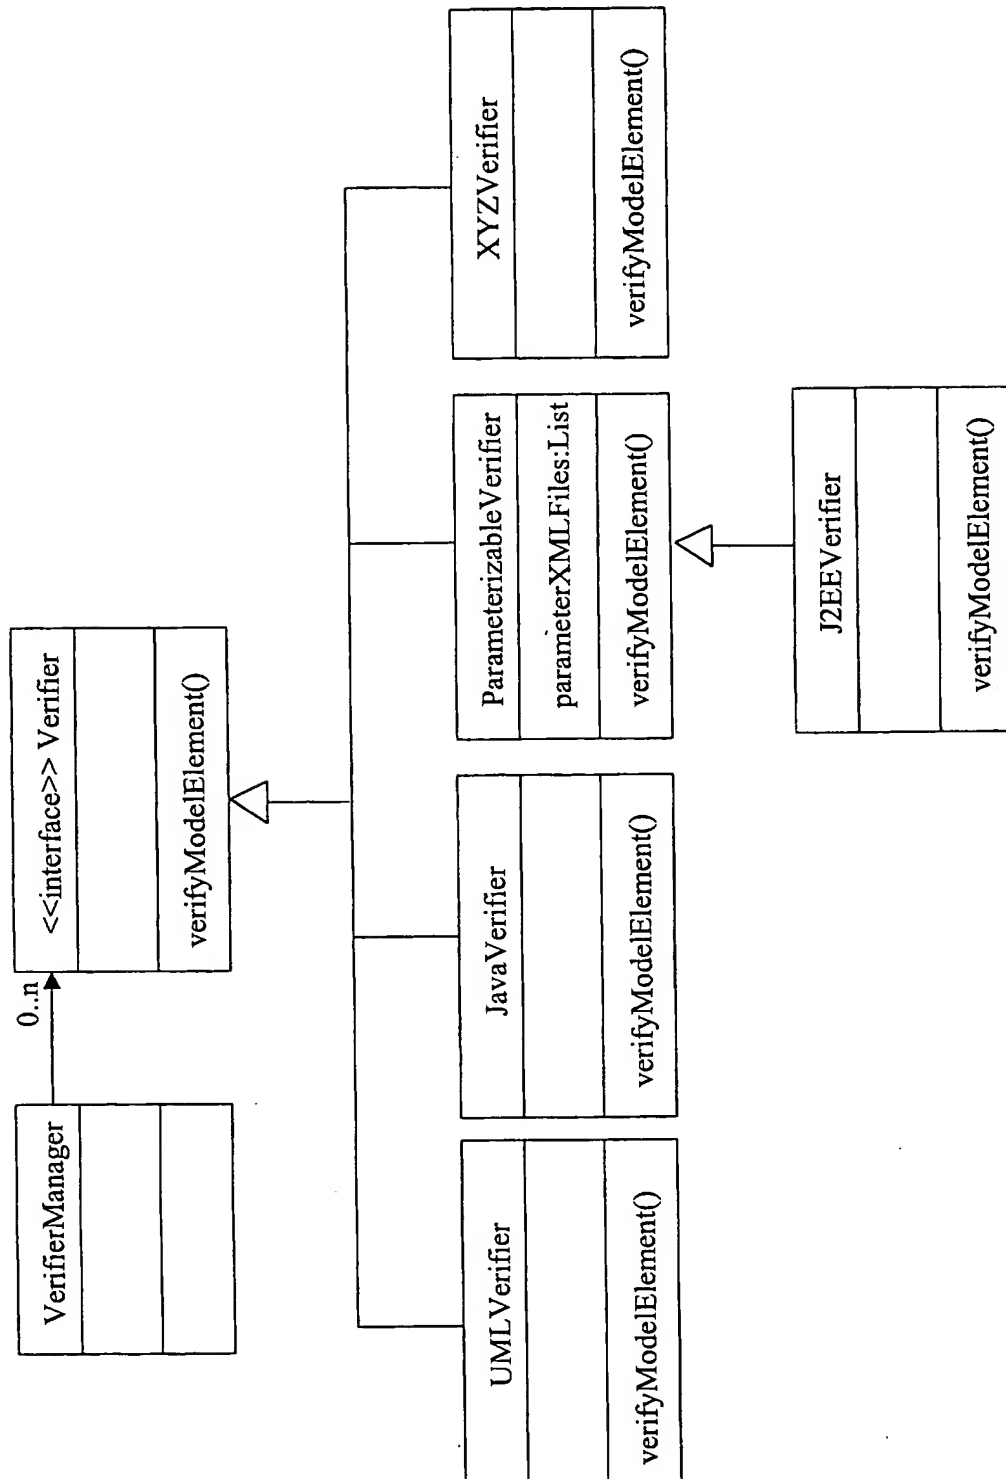 VerifierManager
0..n
<<interface>> Verifier
verifyModelElement()
UMLVerifier
verifyModelElement()
JavaVerifier
verifyModelElement()
ParameterizableVerifier
parameterXMLFiles:List
verifyModelElement()
XYZVerifier
verifyModelElement()
J2EEVerifier
verifyModelElement()